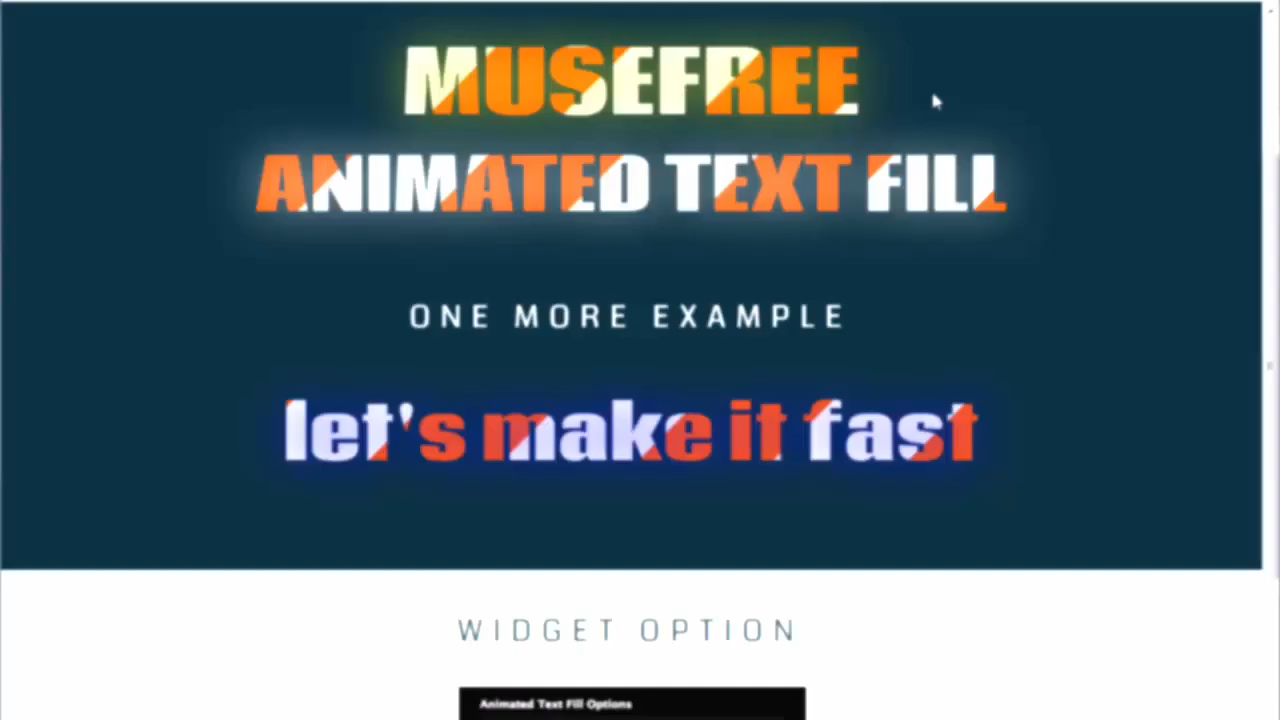 MUSEFREE
ANIMATED TEXT FILL
ONE MORE EXAMPLE
let's make it fast
WIDGET OPTION
Animated Text Fill Options